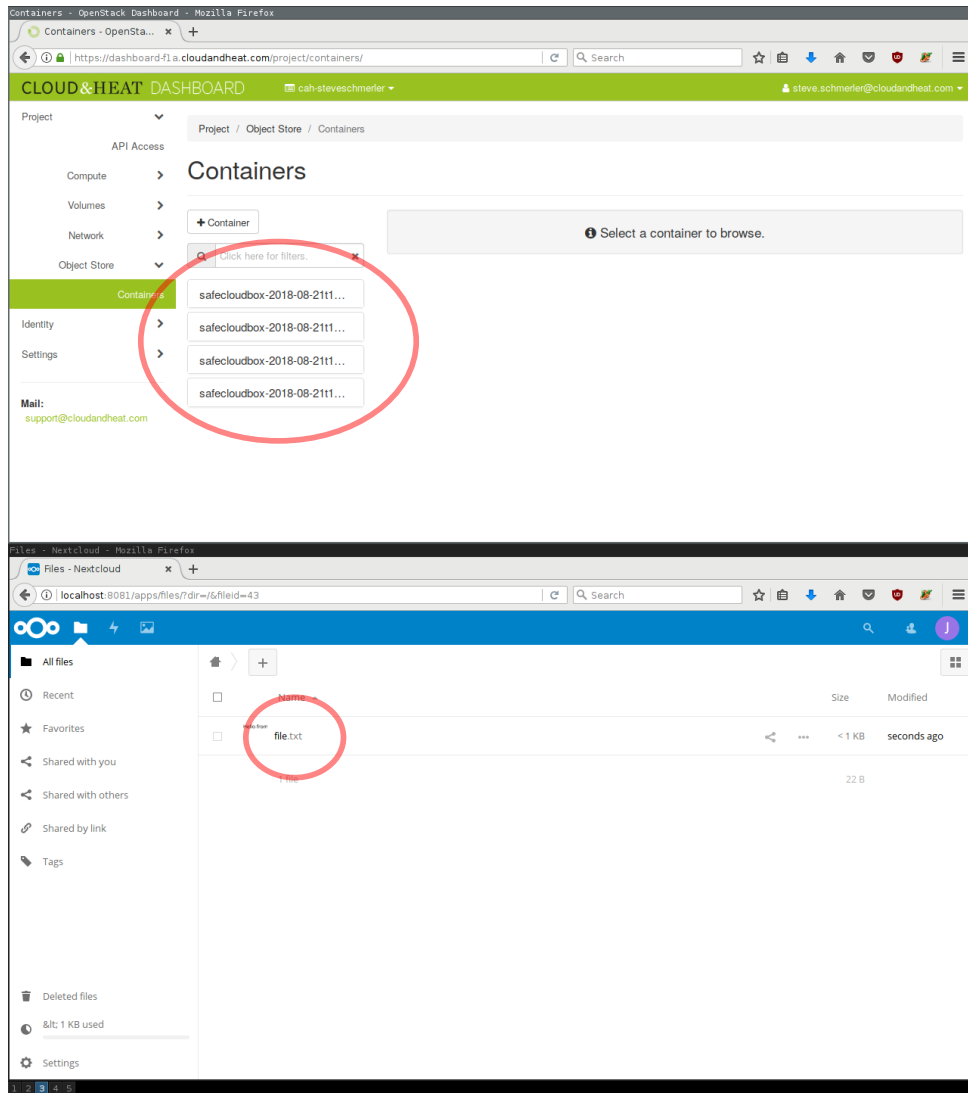 Containers - OpenStack Dashboard - Mozilla Firefox
Containers - OpenSta... × +
https://dashboard-f1a.cloudandheat.com/project/containers/ Search
CLOUD&HEAT DASHBOARD cah-steveschmerler steve.schmerler@cloudandheat.com
Project
Project / Object Store / Containers
API Access
Containers
Compute
Volumes
+ Container
Network
Select a container to browse.
Click here for filters. ×
Object Store
Containers
safecloudbox-2018-08-21t1...
Identity
safecloudbox-2018-08-21t1...
Settings
safecloudbox-2018-08-21t1...
safecloudbox-2018-08-21t1...
Mail:
support@cloudandheat.com
Files - Nextcloud - Mozilla Firefox
Files - Nextcloud × +
localhost:8081/apps/files/?dir=/&fileid=43 Search
J
All files
+
Recent
Name Size Modified
Favorites
Hello from
file.txt ... < 1 KB seconds ago
Shared with you
1 file 22 B
Shared with others
Shared by link
Tags
Deleted files
&lt; 1 KB used
Settings
1 2 3 4 5